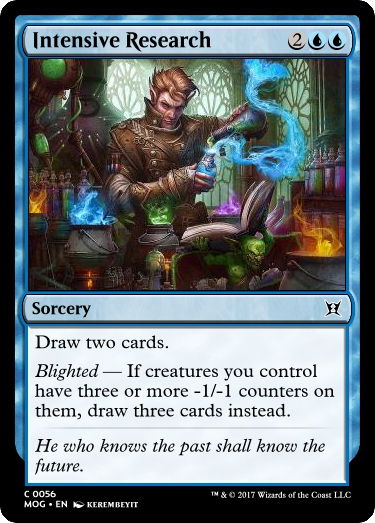 Intensive Research 2
Sorcery
Draw two cards.
Blighted — If creatures you control
have three or more -1/-1 counters on
them, draw three cards instead.
He who knows the past shall know the
future.
C 0056
MOG • EN KEREMBEYIT
™ & © 2017 Wizards of the Coast LLC